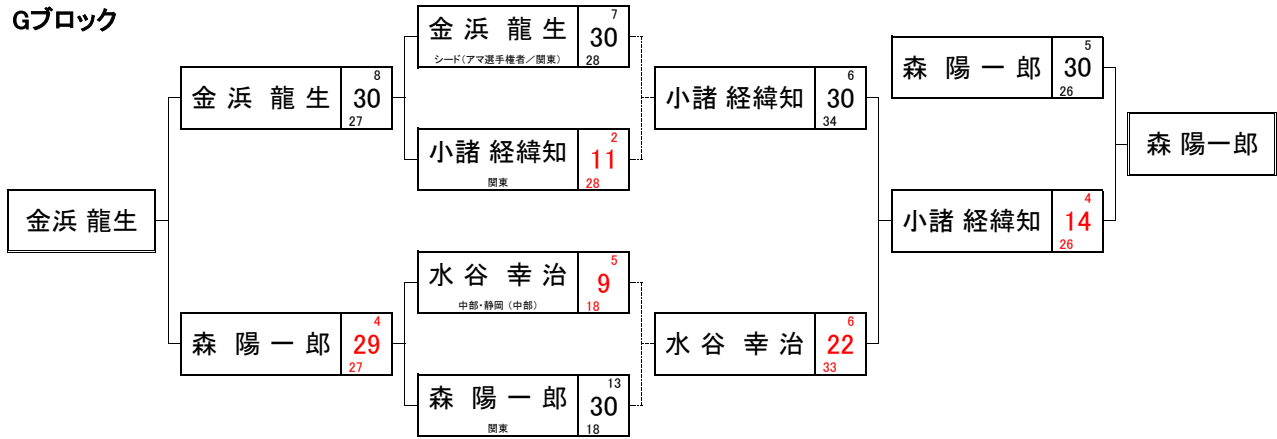 Gブロック
金浜 龍生
金 浜 龍 生
8
30
27
森 陽 一 郎
4
29
27
金 浜 龍 生
シード(アマ選手権者/関東)
7
30
28
小諸 経緯知
関東
2
11
28
水 谷 幸 治
中部・静岡 (中部)
5
9
18
森 陽 一 郎
関東
13
30
18
小諸 経緯知
6
30
34
水 谷 幸 治
6
22
33
森 陽 一 郎
5
30
26
小諸 経緯知
4
14
26
森 陽一郎